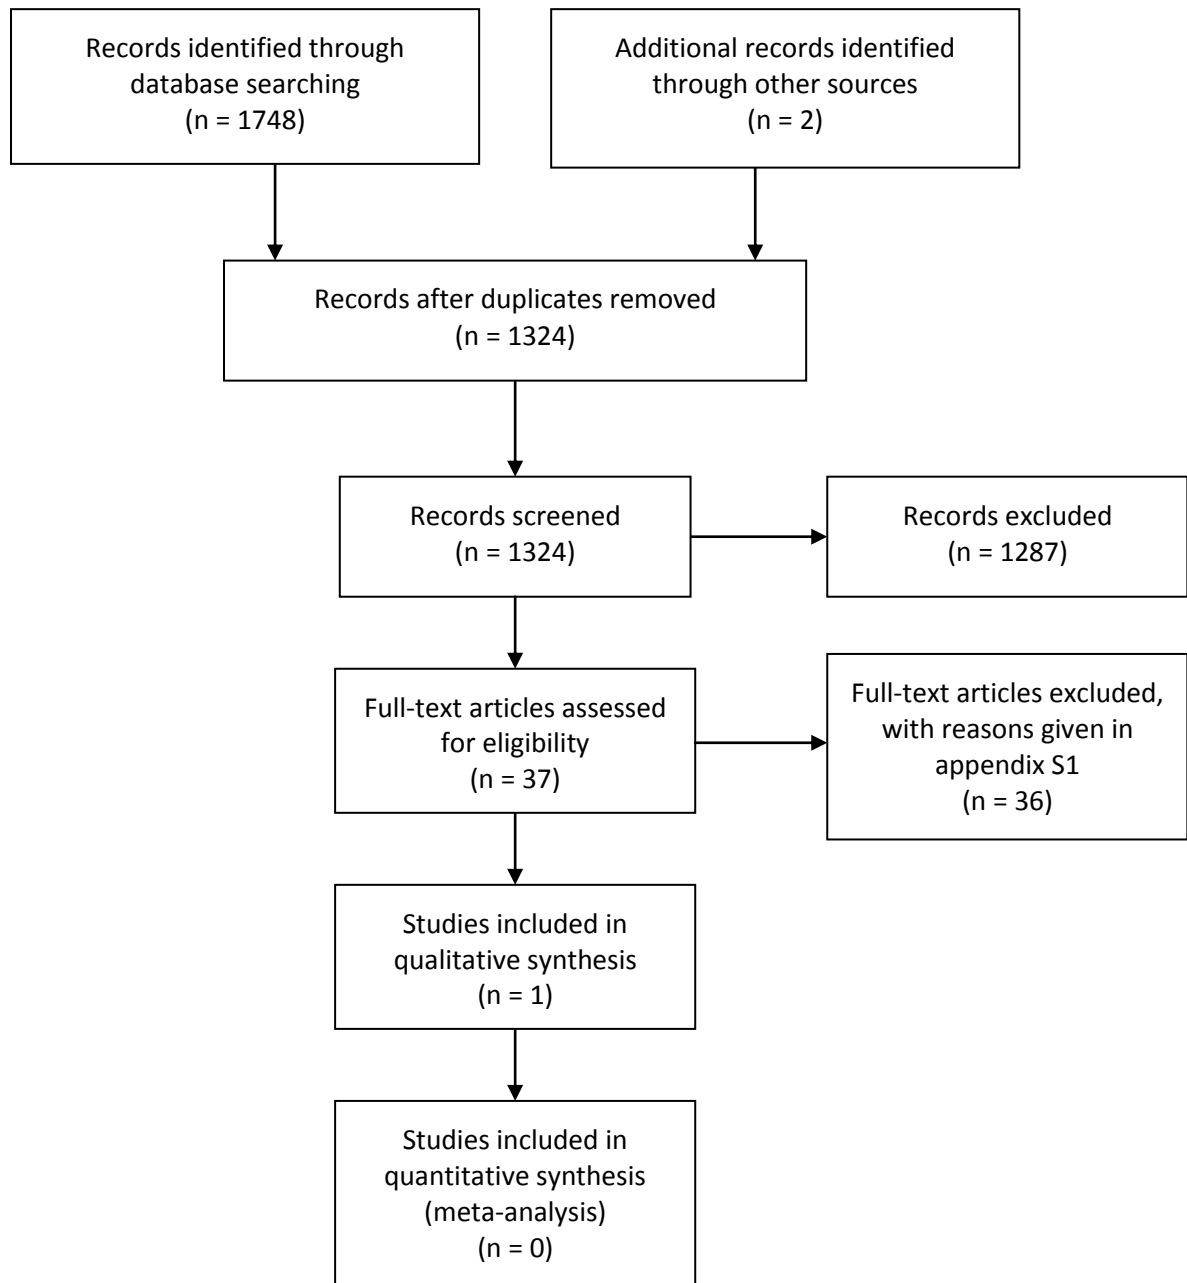 Records identified through
database searching
(n = 1748)
Additional records identified
through other sources
(n = 2)
Records after duplicates removed
(n = 1324)
Records screened
(n = 1324)
Records excluded
(n = 1287)
Full-text articles assessed
for eligibility
(n = 37)
Full-text articles excluded,
with reasons given in
appendix S1
(n = 36)
Studies included in
qualitative synthesis
(n = 1)
Studies included in
quantitative synthesis
(meta-analysis)
(n = 0)